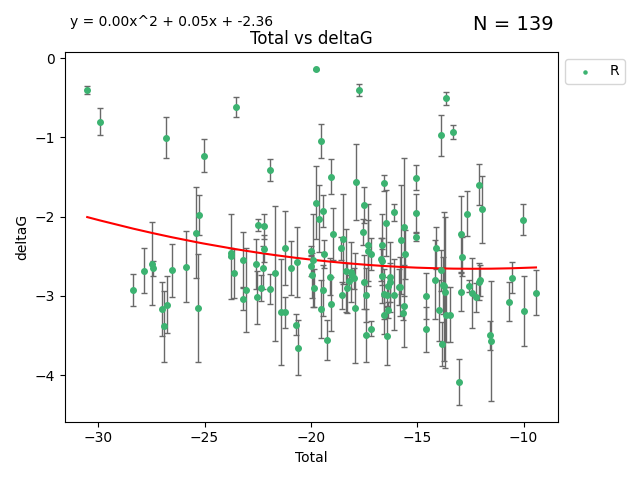 y = 0.00x^2 + 0.05x + -2.36
N = 139
Total vs deltaG
R
deltaG
0
−1
−2
−3
−4
−30
−25
−20
−15
−10
Total